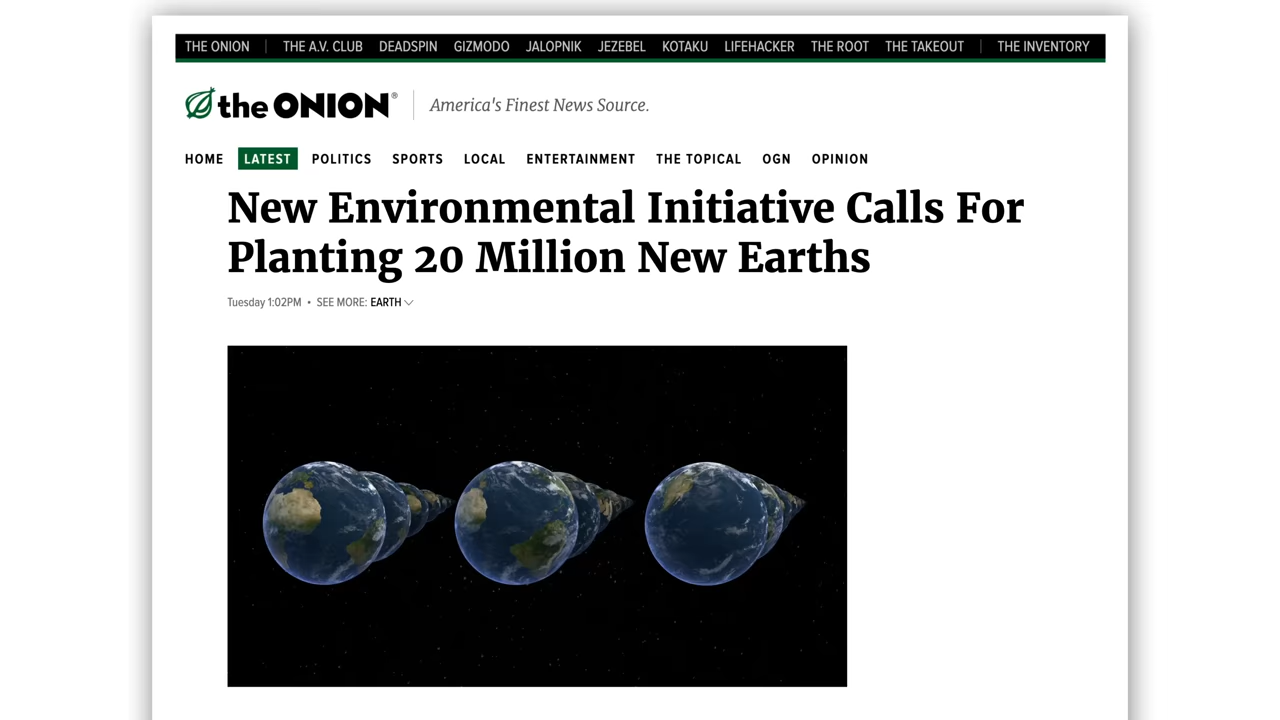 THE ONION | THE A.V. CLUB DEADSPIN GIZMODO JALOPNIK JEZEBEL KOTAKU LIFEHACKER THE ROOT THE TAKEOUT | THE INVENTORY
the ONION® | America's Finest News Source.
HOME LATEST POLITICS SPORTS LOCAL ENTERTAINMENT THE TOPICAL OGN OPINION
New Environmental Initiative Calls For
Planting 20 Million New Earths
Tuesday 1:02PM • SEE MORE: EARTH